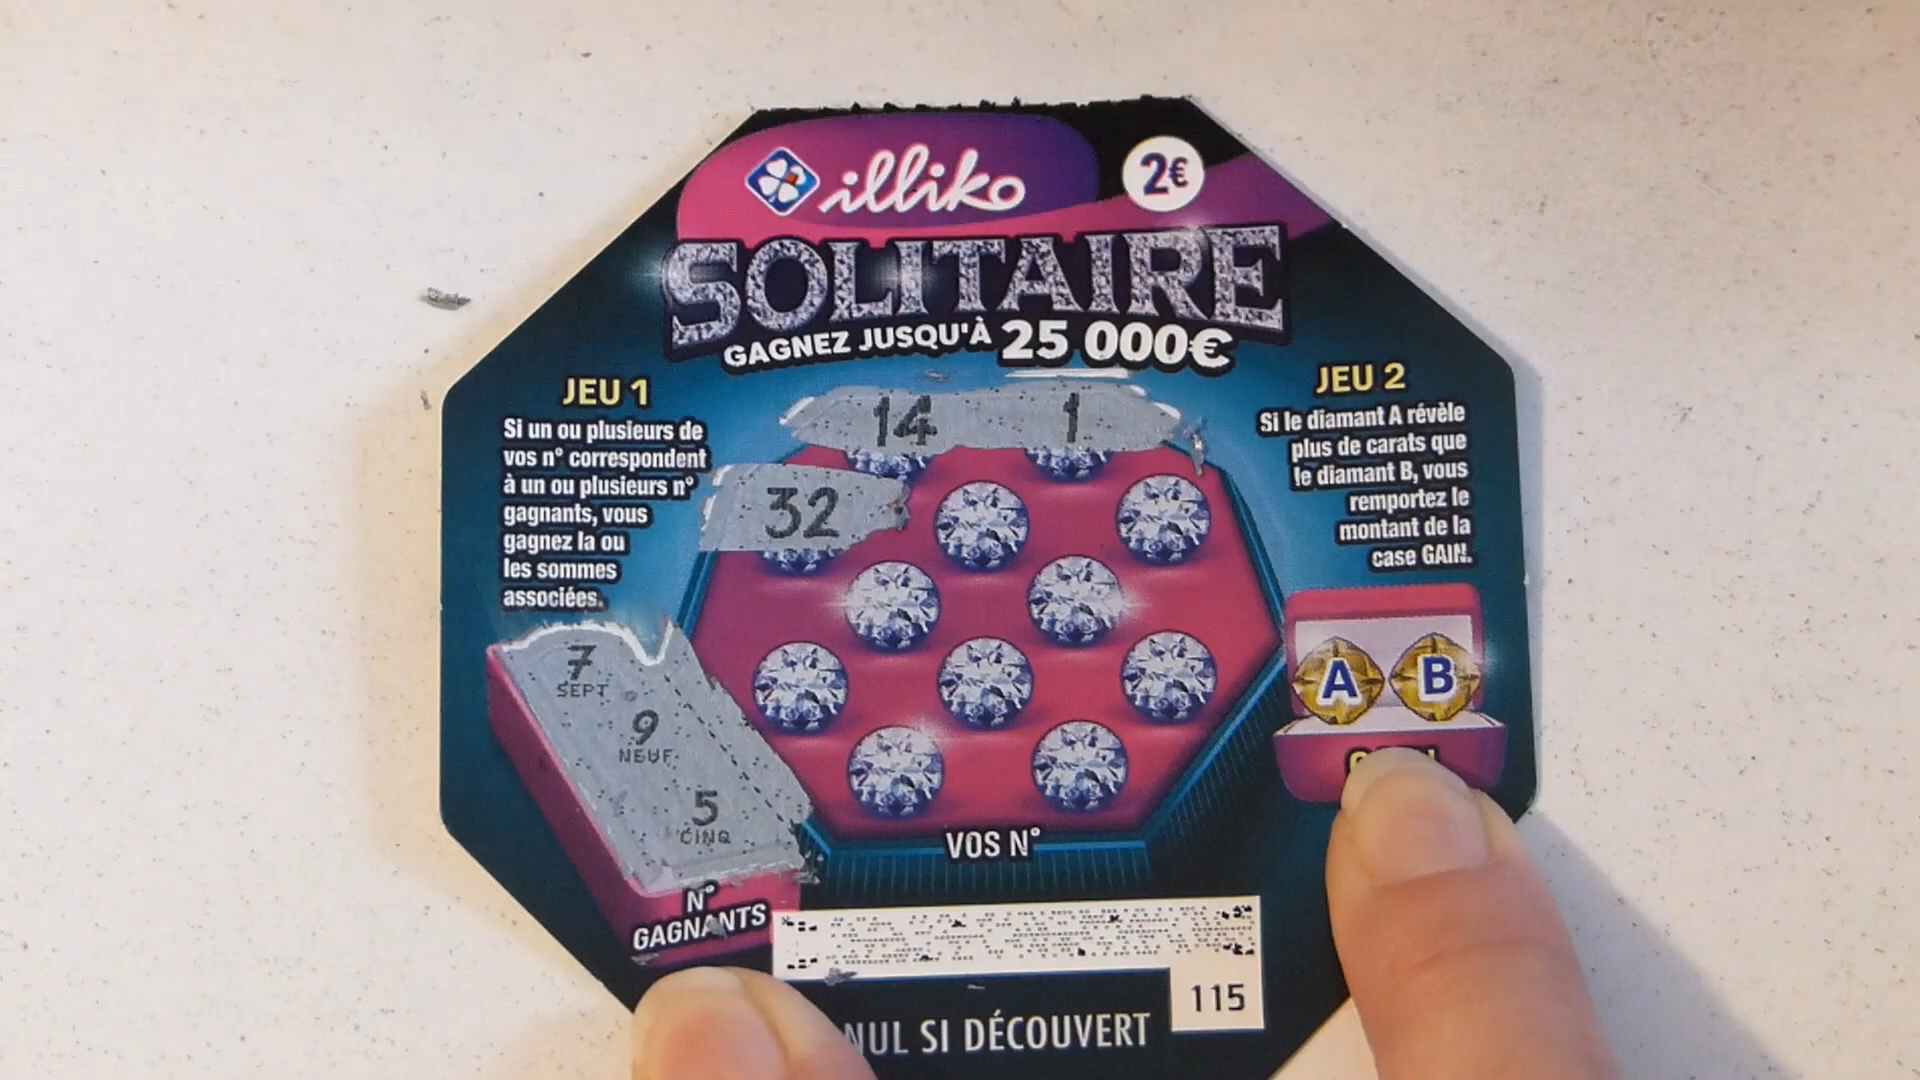 illiko
2€
SOLITAIRE
GAGNEZ JUSQU'À 25 000€
JEU 1
Si un ou plusieurs de
vos n° correspondent
à un ou plusieurs n°
gagnants, vous
gagnez la ou
les sommes
associées.
JEU 2
Si le diamant A révèle
plus de carats que
le diamant B, vous
remportez le
montant de la
case GAIN.
14 1
32
7
SEPT
9
NEUF
5
CINQ
N°
GAGNANTS
A B
VOS N°
115
NUL SI DÉCOUVERT